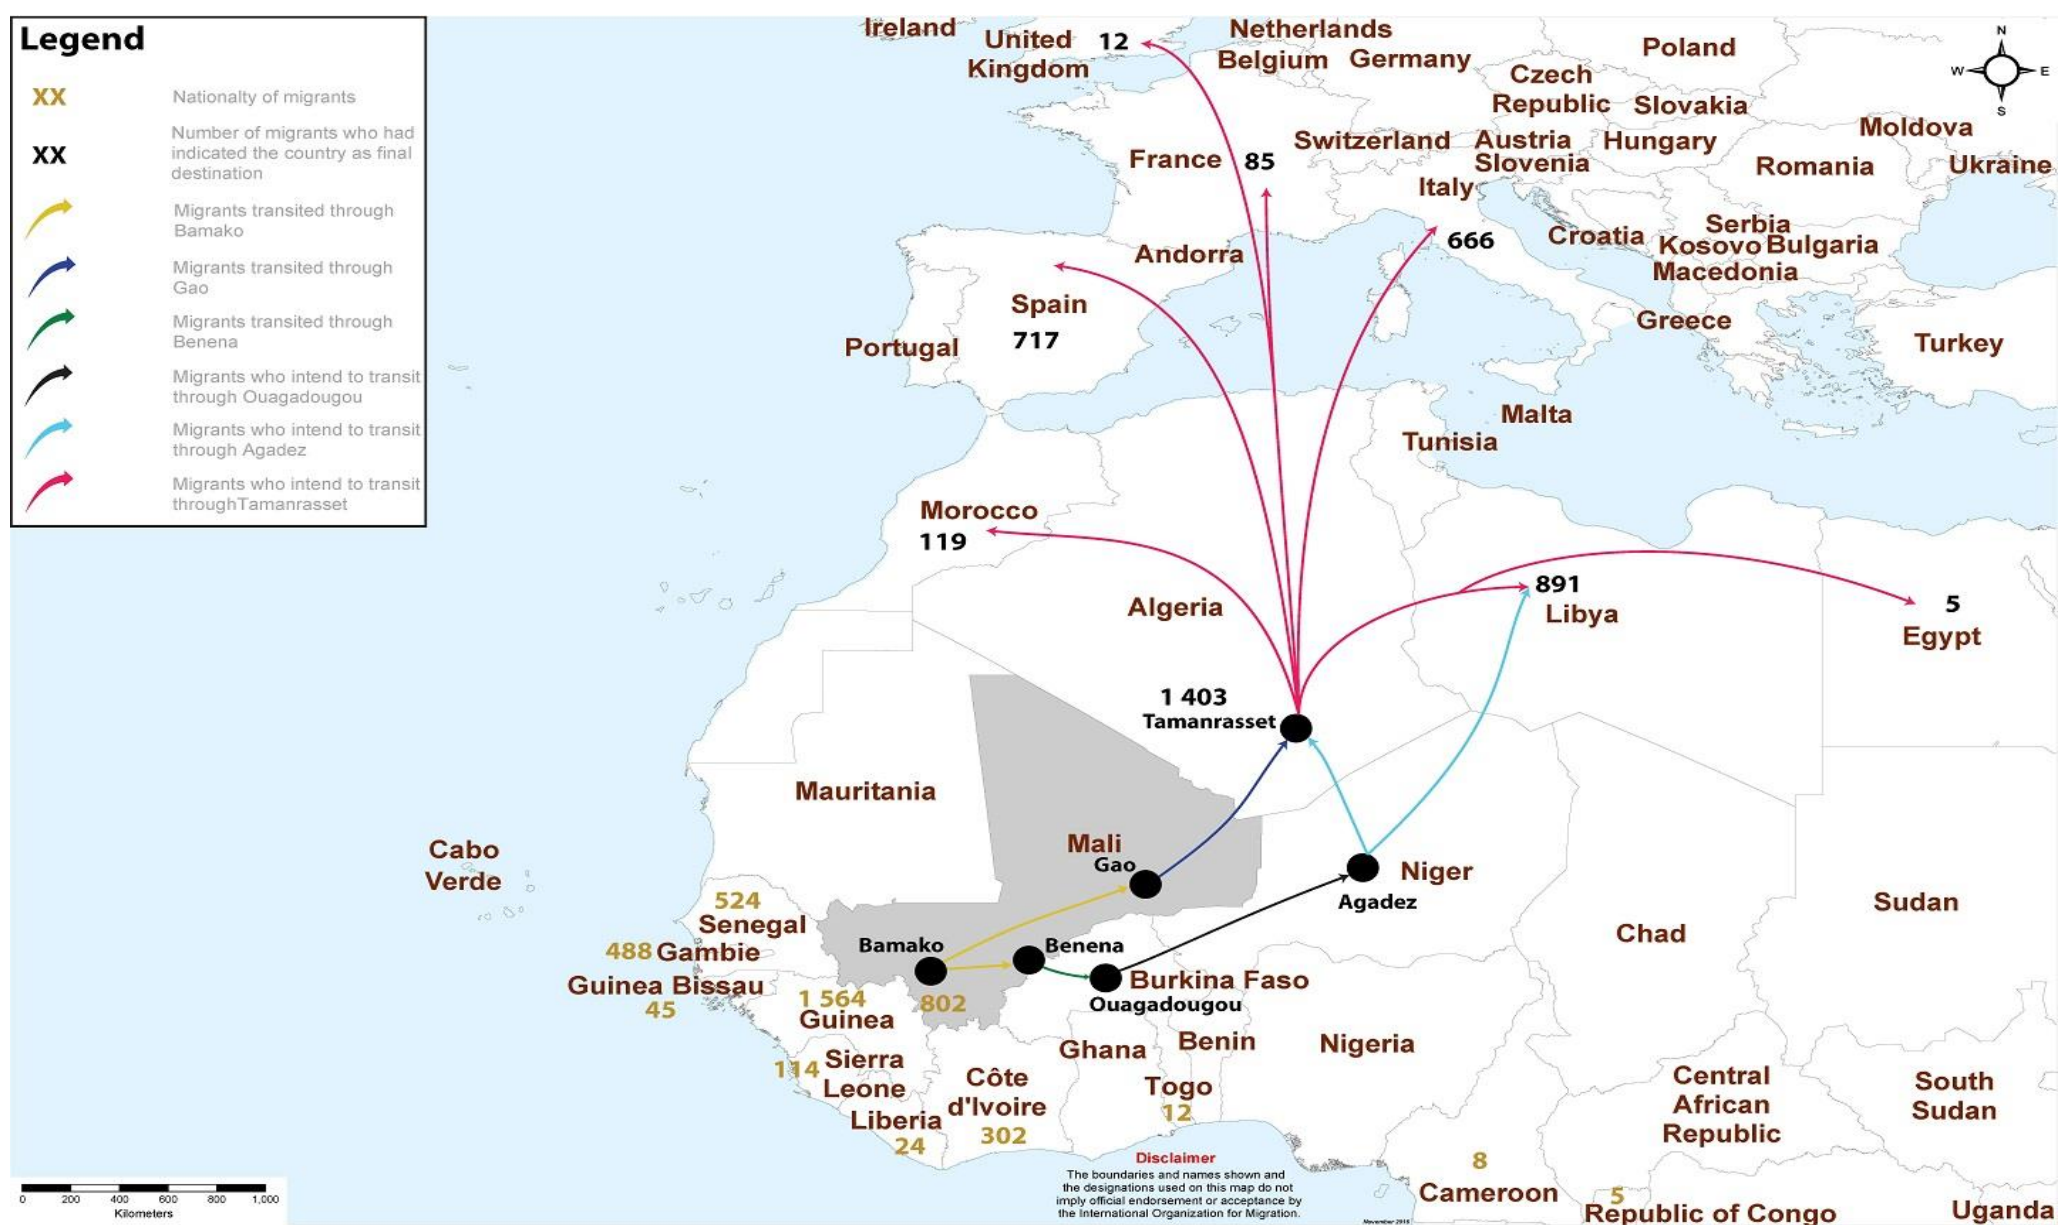 Legend
XX
Nationalty of migrants
XX
Number of migrants who had
indicated the country as final
destination
Migrants transited through
Bamako
Migrants transited through
Gao
Migrants transited through
Benena
Migrants who intend to transit
through Ouagadougou
Migrants who intend to transit
through Agadez
Migrants who intend to transit
throughTamanrasset
N
W
E
S
Ireland
United
Kingdom
12
Netherlands
Belgium
Germany
Poland
Czech
Republic
Slovakia
France
85
Switzerland
Austria
Slovenia
Hungary
Moldova
Romania
Ukraine
Italy
666
Andorra
Croatia
Serbia
Kosovo
Bulgaria
Macedonia
Spain
717
Portugal
Greece
Turkey
Malta
Tunisia
Morocco
119
Algeria
891
Libya
5
Egypt
1 403
Tamanrasset
Mauritania
Mali
Gao
Niger
Agadez
Cabo
Verde
524
Senegal
488
Gambie
Guinea Bissau
45
Bamako
Benena
802
1 564
Guinea
Burkina Faso
Ouagadougou
Chad
Sudan
114
Sierra
Leone
Liberia
24
Côte
d'Ivoire
302
Ghana
Benin
Togo
12
Nigeria
Central
African
Republic
South
Sudan
8
Cameroon
5
Republic of Congo
Uganda
Disclaimer
The boundaries and names shown and
the designations used on this map do not
imply official endorsement or acceptance by
the International Organization for Migration.
November 2016
0 200 400 600 800 1,000
Kilometers